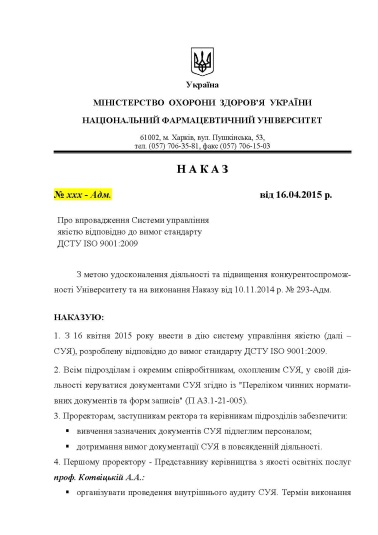 Україна
МІНІСТЕРСТВО ОХОРОНИ ЗДОРОВ'Я УКРАЇНИ
НАЦІОНАЛЬНИЙ ФАРМАЦЕВТИЧНИЙ УНІВЕРСИТЕТ
61002, м. Харків, вул. Пушкінська, 53,
тел. (057) 706-35-81, факс (057) 706-15-03
Н А К А З
№ ххх - Адм. від 16.04.2015 р.
Про впровадження Системи управління
якістю відповідно до вимог стандарту
ДСТУ ISO 9001:2009
З метою удосконалення діяльності та підвищення конкурентоспромож-
ності Університету та на виконання Наказу від 10.11.2014 р. № 293-Адм.
НАКАЗУЮ:
1. З 16 квітня 2015 року ввести в дію систему управління якістю (далі –
СУЯ), розроблену відповідно до вимог стандарту ДСТУ ISO 9001:2009.
2. Всім підрозділам і окремим співробітникам, охопленим СУЯ, у своїй дія-
льності керуватися документами СУЯ згідно із "Переліком чинних нормати-
вних документів та форм записів" (П А3.1-21-005).
3. Проректорам, заступникам ректора та керівникам підрозділів забезпечити:
▪ вивчення зазначених документів СУЯ підлеглим персоналом;
▪ дотримання вимог документації СУЯ в повсякденній діяльності.
4. Першому проректору - Представнику керівництва з якості освітніх послуг
проф. Котвіцькій А.А.:
▪ організувати проведення внутрішнього аудиту СУЯ. Термін виконання